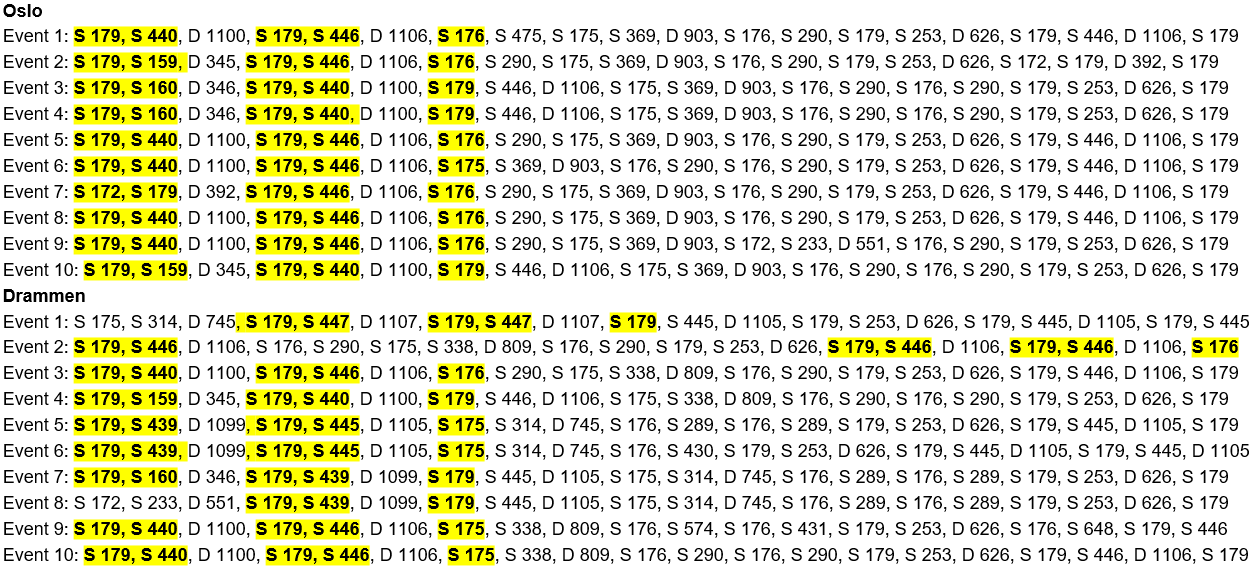 Oslo
Event 1: S 179, S 440, D 1100, S 179, S 446, D 1106, S 176, S 475, S 175, S 369, D 903, S 176, S 290, S 179, S 253, D 626, S 179, S 446, D 1106, S 179
Event 2: S 179, S 159, D 345, S 179, S 446, D 1106, S 176, S 290, S 175, S 369, D 903, S 176, S 290, S 179, S 253, D 626, S 172, S 179, D 392, S 179
Event 3: S 179, S 160, D 346, S 179, S 440, D 1100, S 179, S 446, D 1106, S 175, S 369, D 903, S 176, S 290, S 176, S 290, S 179, S 253, D 626, S 179
Event 4: S 179, S 160, D 346, S 179, S 440, D 1100, S 179, S 446, D 1106, S 175, S 369, D 903, S 176, S 290, S 176, S 290, S 179, S 253, D 626, S 179
Event 5: S 179, S 440, D 1100, S 179, S 446, D 1106, S 176, S 290, S 175, S 369, D 903, S 176, S 290, S 179, S 253, D 626, S 179, S 446, D 1106, S 179
Event 6: S 179, S 440, D 1100, S 179, S 446, D 1106, S 175, S 369, D 903, S 176, S 290, S 176, S 290, S 179, S 253, D 626, S 179, S 446, D 1106, S 179
Event 7: S 172, S 179, D 392, S 179, S 446, D 1106, S 176, S 290, S 175, S 369, D 903, S 176, S 290, S 179, S 253, D 626, S 179, S 446, D 1106, S 179
Event 8: S 179, S 440, D 1100, S 179, S 446, D 1106, S 176, S 290, S 175, S 369, D 903, S 176, S 290, S 179, S 253, D 626, S 179, S 446, D 1106, S 179
Event 9: S 179, S 440, D 1100, S 179, S 446, D 1106, S 176, S 290, S 175, S 369, D 903, S 172, S 233, D 551, S 176, S 290, S 179, S 253, D 626, S 179
Event 10: S 179, S 159, D 345, S 179, S 440, D 1100, S 179, S 446, D 1106, S 175, S 369, D 903, S 176, S 290, S 176, S 290, S 179, S 253, D 626, S 179
Drammen
Event 1: S 175, S 314, D 745, S 179, S 447, D 1107, S 179, S 447, D 1107, S 179, S 445, D 1105, S 179, S 253, D 626, S 179, S 445, D 1105, S 179, S 445
Event 2: S 179, S 446, D 1106, S 176, S 290, S 175, S 338, D 809, S 176, S 290, S 179, S 253, D 626, S 179, S 446, D 1106, S 179, S 446, D 1106, S 176
Event 3: S 179, S 440, D 1100, S 179, S 446, D 1106, S 176, S 290, S 175, S 338, D 809, S 176, S 290, S 179, S 253, D 626, S 179, S 446, D 1106, S 179
Event 4: S 179, S 159, D 345, S 179, S 440, D 1100, S 179, S 446, D 1106, S 175, S 338, D 809, S 176, S 290, S 176, S 290, S 179, S 253, D 626, S 179
Event 5: S 179, S 439, D 1099, S 179, S 445, D 1105, S 175, S 314, D 745, S 176, S 289, S 176, S 289, S 179, S 253, D 626, S 179, S 445, D 1105, S 179
Event 6: S 179, S 439, D 1099, S 179, S 445, D 1105, S 175, S 314, D 745, S 176, S 430, S 179, S 253, D 626, S 179, S 445, D 1105, S 179, S 445, D 1105
Event 7: S 179, S 160, D 346, S 179, S 439, D 1099, S 179, S 445, D 1105, S 175, S 314, D 745, S 176, S 289, S 176, S 289, S 179, S 253, D 626, S 179
Event 8: S 172, S 233, D 551, S 179, S 439, D 1099, S 179, S 445, D 1105, S 175, S 314, D 745, S 176, S 289, S 176, S 289, S 179, S 253, D 626, S 179
Event 9: S 179, S 440, D 1100, S 179, S 446, D 1106, S 175, S 338, D 809, S 176, S 574, S 176, S 431, S 179, S 253, D 626, S 176, S 648, S 179, S 446
Event 10: S 179, S 440, D 1100, S 179, S 446, D 1106, S 175, S 338, D 809, S 176, S 290, S 176, S 290, S 179, S 253, D 626, S 179, S 446, D 1106, S 179